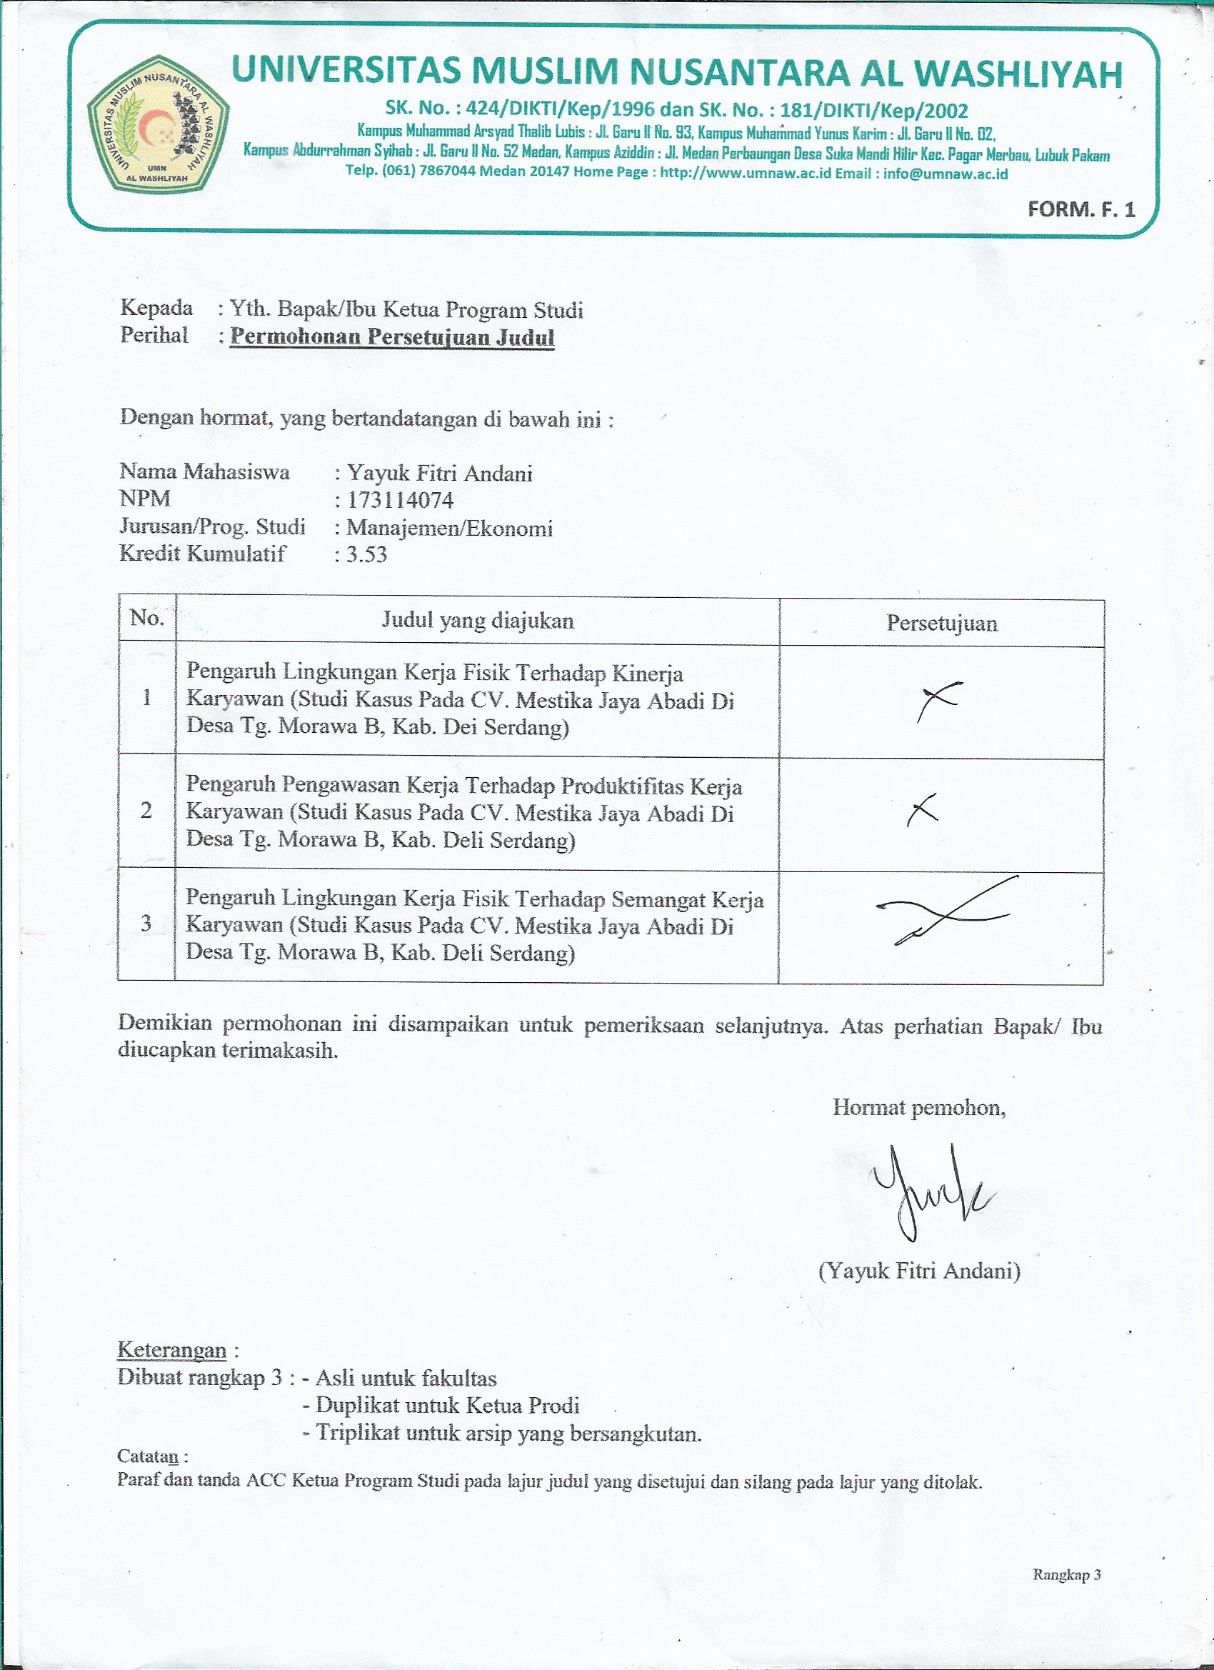 UNIVERSITAS MUSLIM NUSANTARA AL WASHLIYAH
SK. No. : 424/DIKTI/Kep/1996 dan SK. No. : 181/DIKTI/Kep/2002
Kampus Muhammad Arsyad Thalib Lubis : Jl. Garu II No. 93, Kampus Muhammad Yunus Karim : Jl. Garu II No. 02,
Kampus Abdurrahman Syihab : Jl. Garu II No. 52 Medan, Kampus Aziddin : Jl. Medan Perbaungan Desa Suka Mandi Hilir Kec. Pagar Merbau, Lubuk Pakam
Telp. (061) 7867044 Medan 20147 Home Page : http://www.umnaw.ac.id Email : info@umnaw.ac.id
UNIVERSITAS MUSLIM NUSANTARA AL WASHLIYAH
UMN
AL WASHLIYAH
FORM. F. 1
Kepada : Yth. Bapak/Ibu Ketua Program Studi
Perihal : Permohonan Persetujuan Judul
Dengan hormat, yang bertandatangan di bawah ini :
Nama Mahasiswa : Yayuk Fitri Andani
NPM : 173114074
Jurusan/Prog. Studi : Manajemen/Ekonomi
Kredit Kumulatif : 3.53
No. Judul yang diajukan Persetujuan
1 Pengaruh Lingkungan Kerja Fisik Terhadap Kinerja
Karyawan (Studi Kasus Pada CV. Mestika Jaya Abadi Di
Desa Tg. Morawa B, Kab. Dei Serdang)
2 Pengaruh Pengawasan Kerja Terhadap Produktifitas Kerja
Karyawan (Studi Kasus Pada CV. Mestika Jaya Abadi Di
Desa Tg. Morawa B, Kab. Deli Serdang)
3 Pengaruh Lingkungan Kerja Fisik Terhadap Semangat Kerja
Karyawan (Studi Kasus Pada CV. Mestika Jaya Abadi Di
Desa Tg. Morawa B, Kab. Deli Serdang)
Demikian permohonan ini disampaikan untuk pemeriksaan selanjutnya. Atas perhatian Bapak/ Ibu
diucapkan terimakasih.
Hormat pemohon,
(Yayuk Fitri Andani)
Keterangan :
Dibuat rangkap 3 : - Asli untuk fakultas
- Duplikat untuk Ketua Prodi
- Triplikat untuk arsip yang bersangkutan.
Catatan :
Paraf dan tanda ACC Ketua Program Studi pada lajur judul yang disetujui dan silang pada lajur yang ditolak.
Rangkap 3